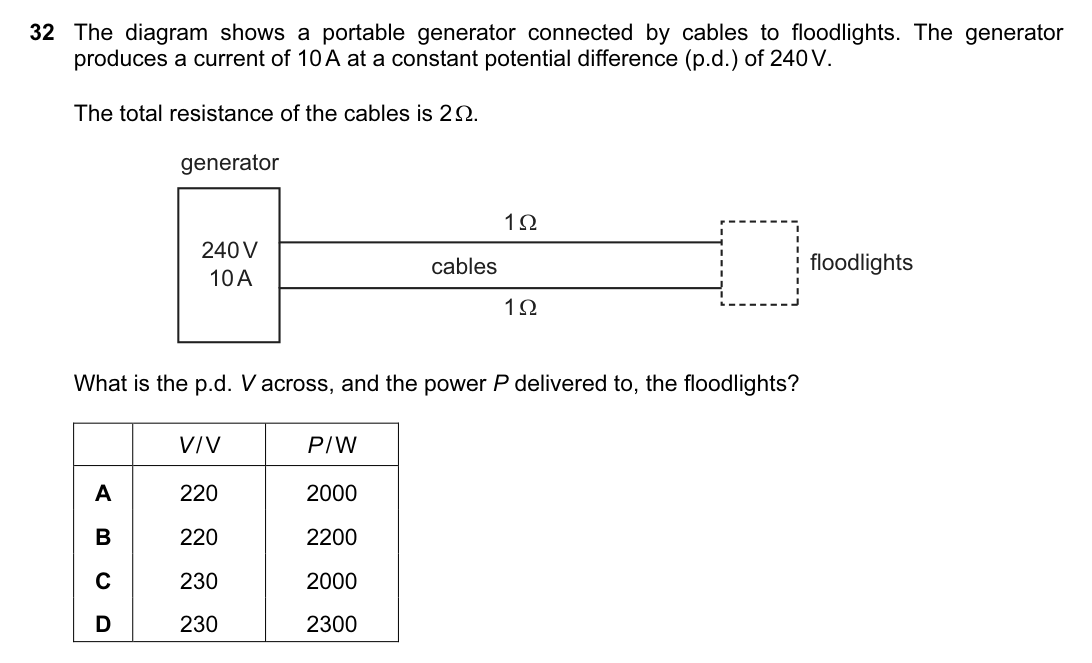 32 The diagram shows a portable generator connected by cables to floodlights. The generator
produces a current of 10 A at a constant potential difference (p.d.) of 240 V.
The total resistance of the cables is 2 Ω.
generator
1 Ω
240 V
10 A
cables
floodlights
1 Ω
What is the p.d. V across, and the power P delivered to, the floodlights?
V / V P / W
A 220 2000
B 220 2200
C 230 2000
D 230 2300